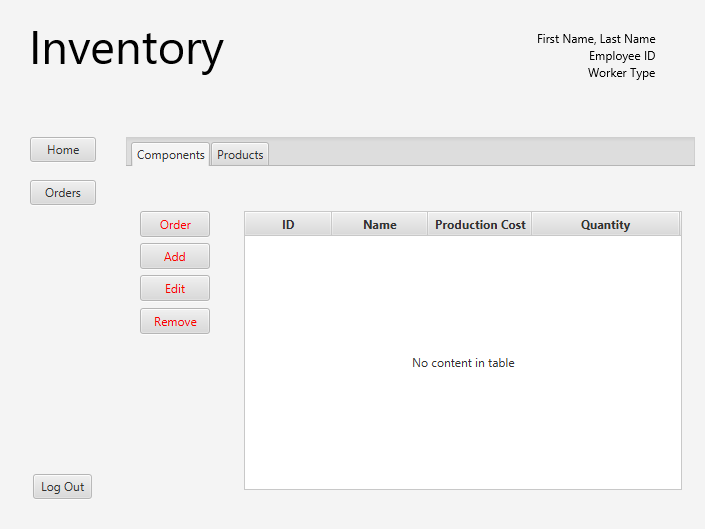 Inventory
First Name, Last Name
Employee ID
Worker Type
Home
Orders
Components
Products
Order
Add
Edit
Remove
ID
Name
Production Cost
Quantity
No content in table
Log Out